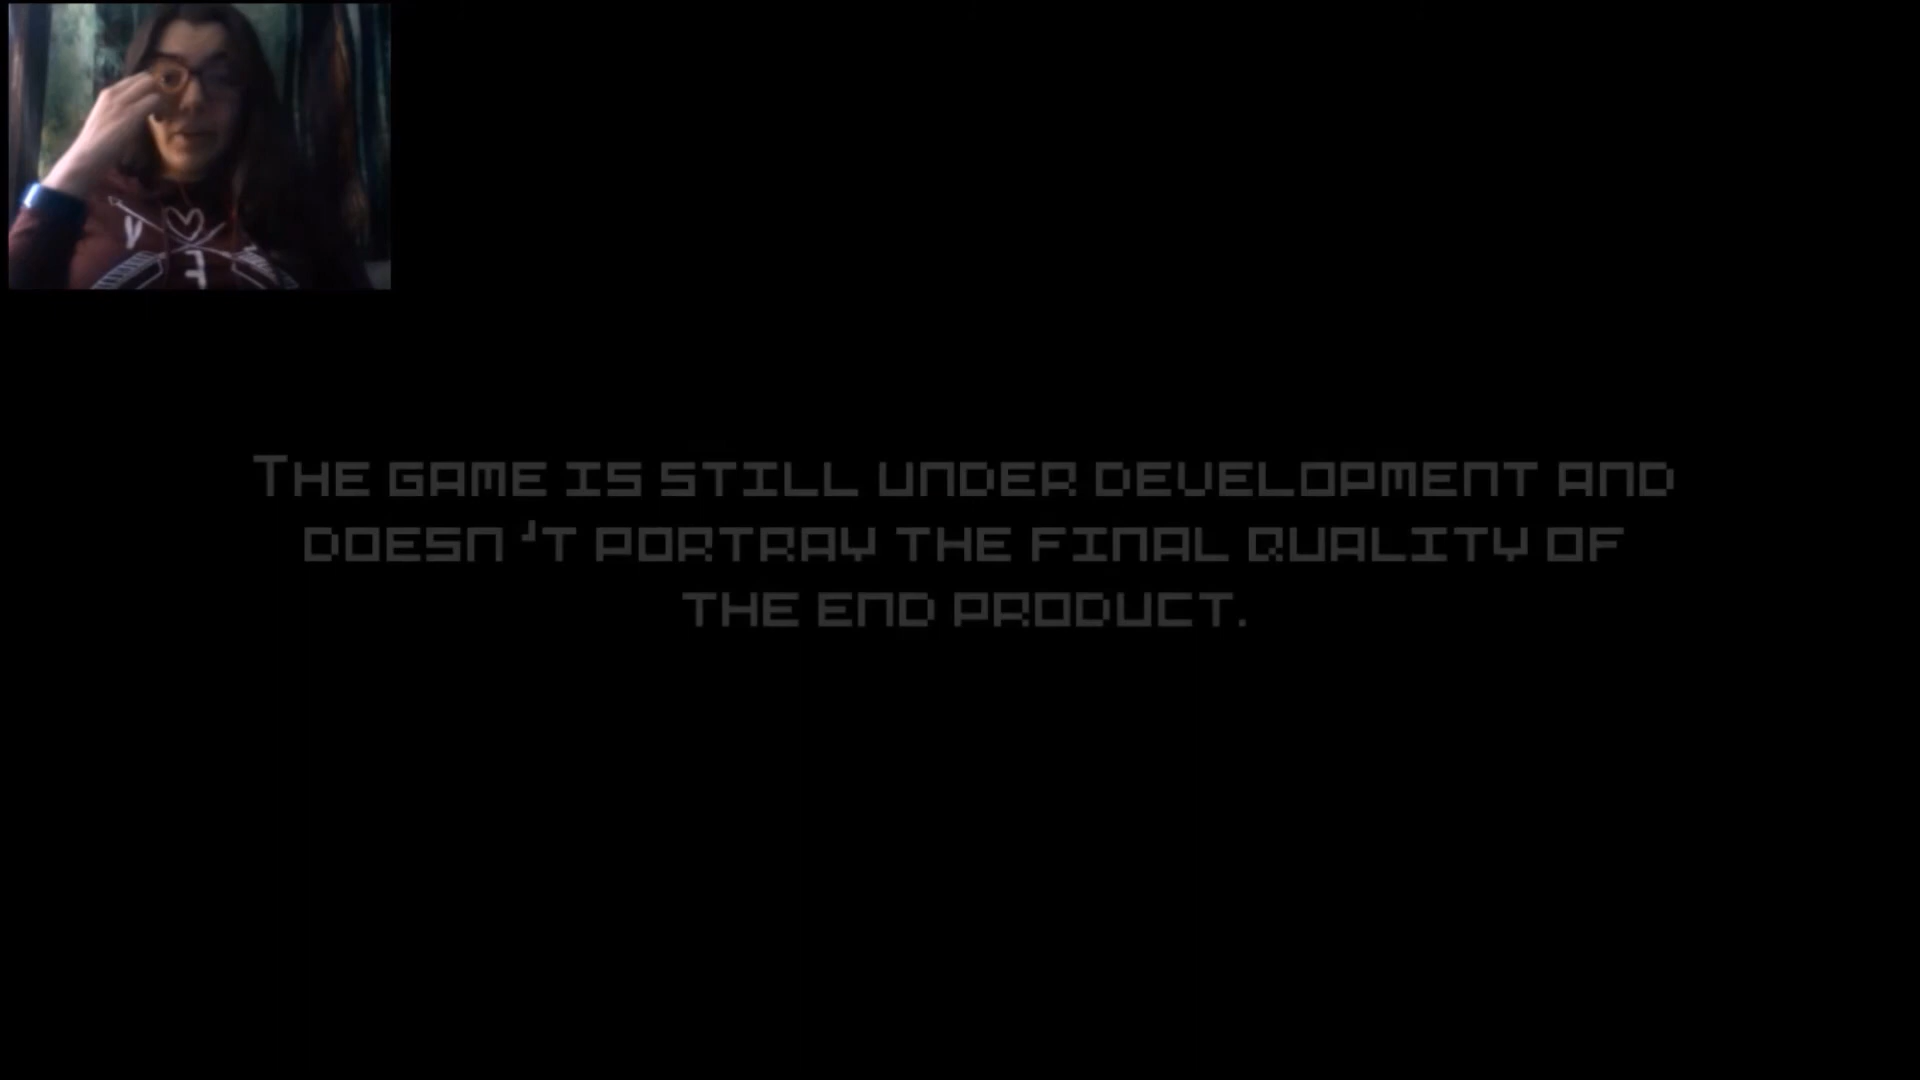 THE GAME IS STILL UNDER DEVELOPMENT AND
DOESN'T PORTRAY THE FINAL QUALITY OF
THE END PRODUCT.